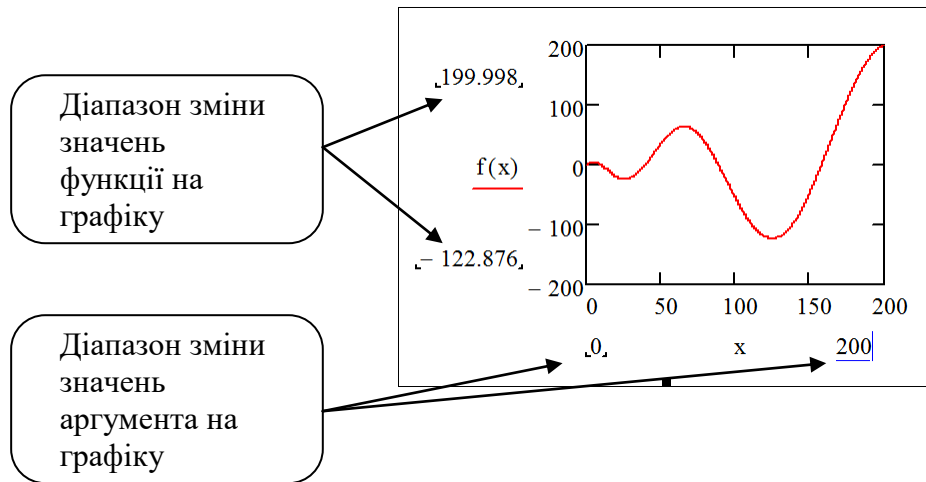 Діапазон зміни
значень
функції на
графіку
Діапазон зміни
значень
аргумента на
графіку
199.998
f(x)
− 122.876
200
100
0
− 100
− 200
0 50 100 150 200
0 x 200